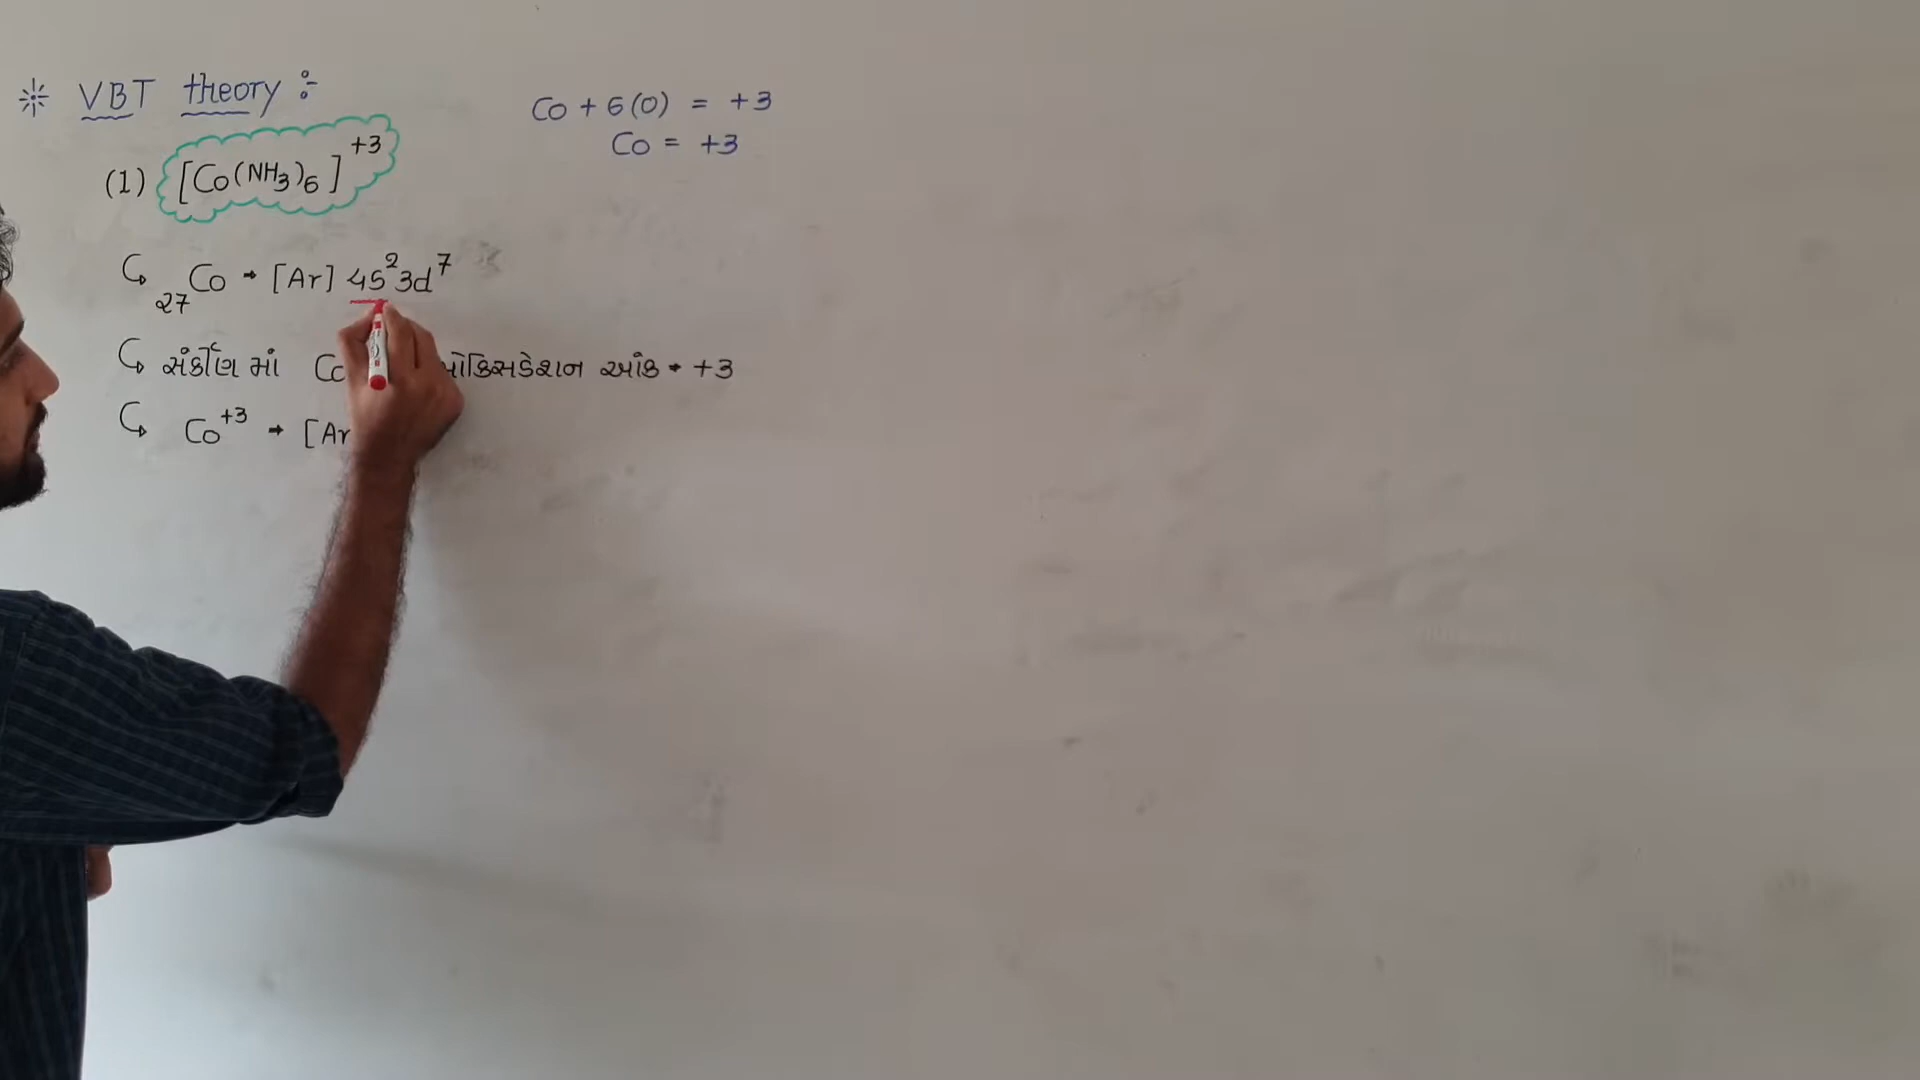 * VBT theory :-
Co + 6(0) = +3
Co = +3
(1) [Co(NH₃)₆]⁺³
↳ ₂₇Co → [Ar] 4s² 3d⁷
↳ સંકીર્ણ માં Co ઓક્સિડેશન આંક → +3
↳ Co⁺³ → [Ar